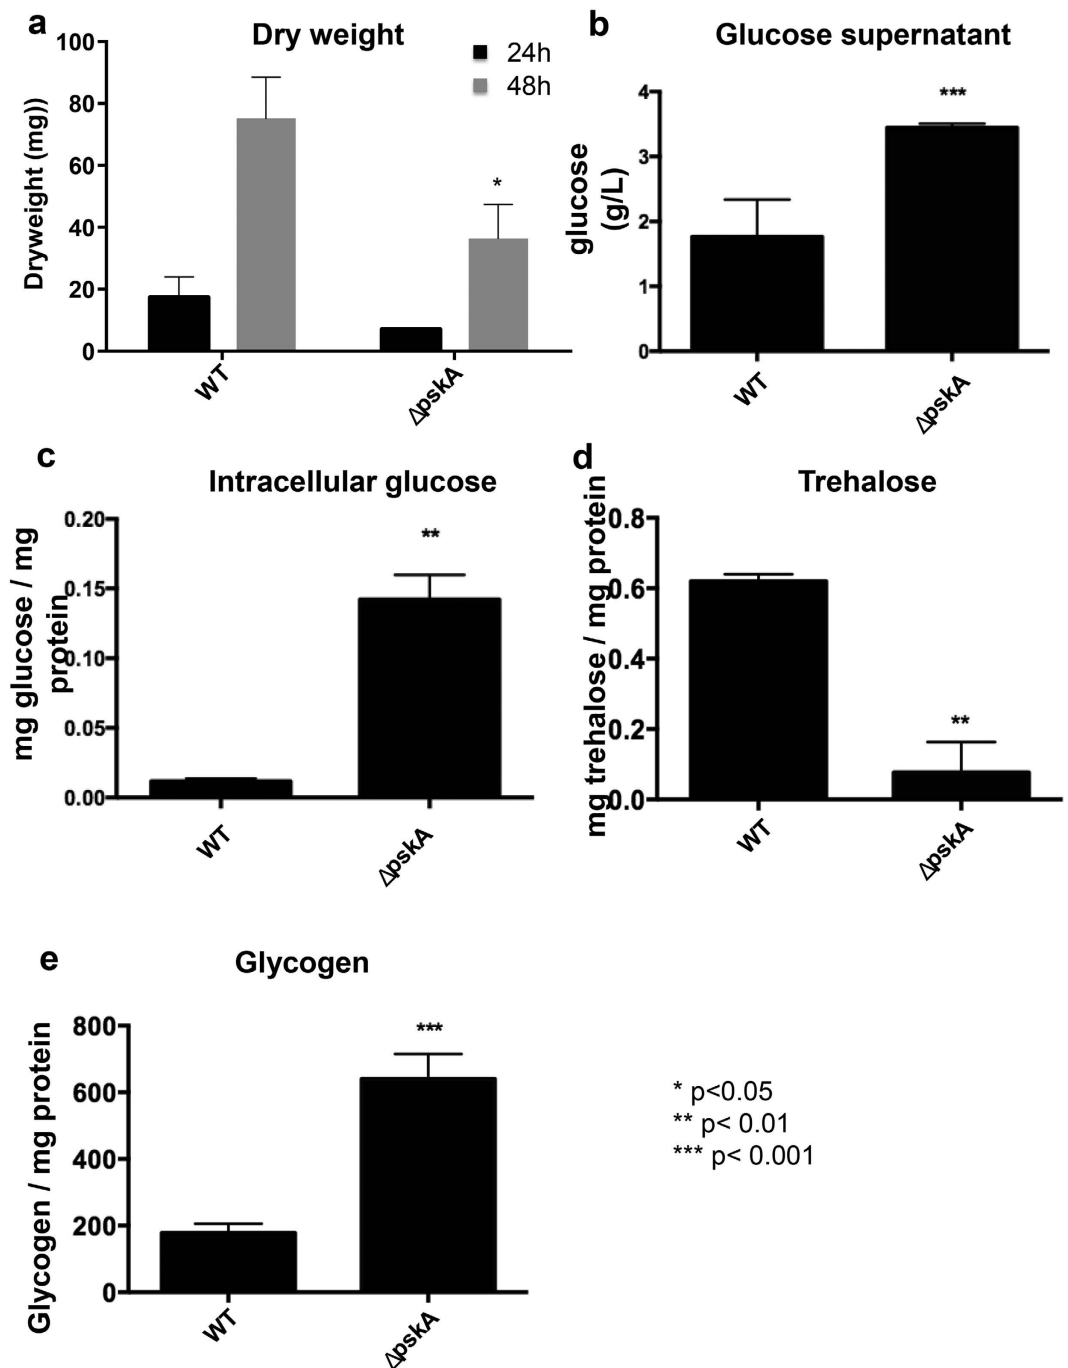 a
Dry weight
24h
48h
Dryweight (mg))
100
80
60
40
20
0
*
WT
ΔpskA
b
Glucose supernatant
glucose
(g/L)
4
3
2
1
0
***
WT
ΔpskA
c
Intracellular glucose
mg glucose / mg
protein
0.20
0.15
0.10
0.05
0.00
**
WT
ΔpskA
d
Trehalose
mg trehalose / mg protein
0.8
0.6
0.4
0.2
0.0
**
WT
ΔpskA
e
Glycogen
Glycogen / mg protein
800
600
400
200
0
***
WT
ΔpskA
* p<0.05
** p< 0.01
*** p< 0.001